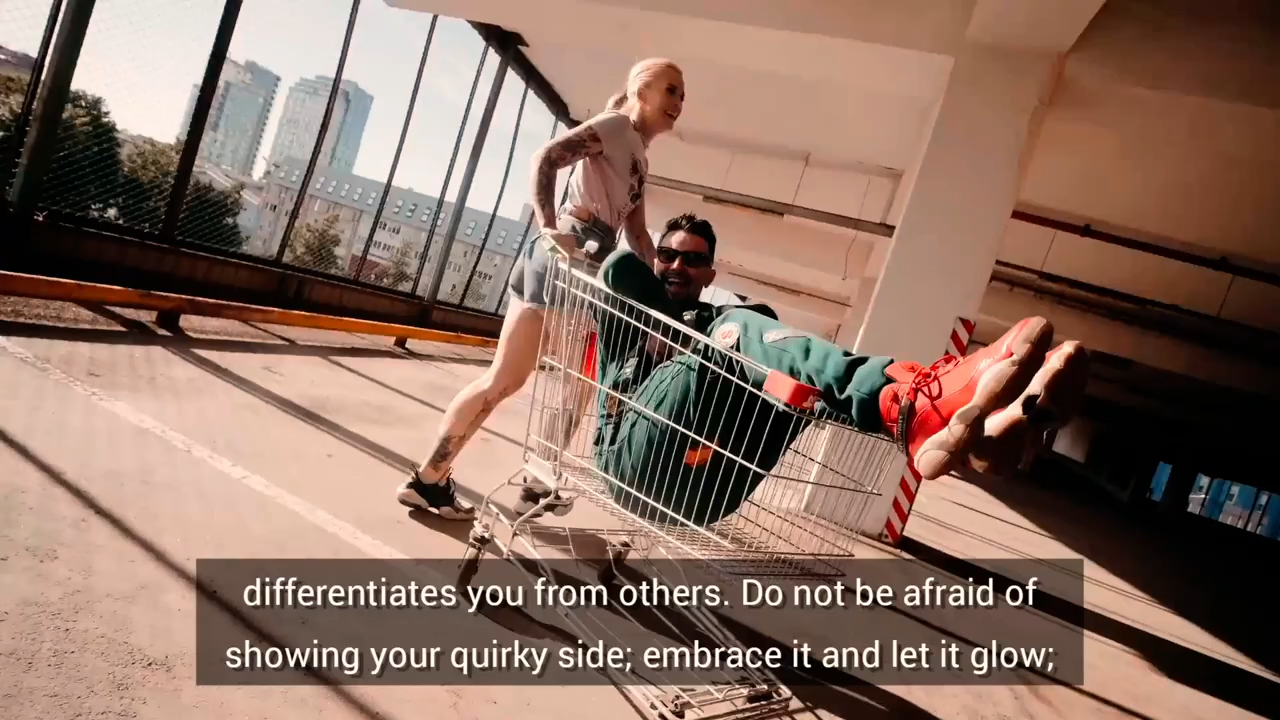 differentiates you from others. Do not be afraid of
showing your quirky side; embrace it and let it glow;